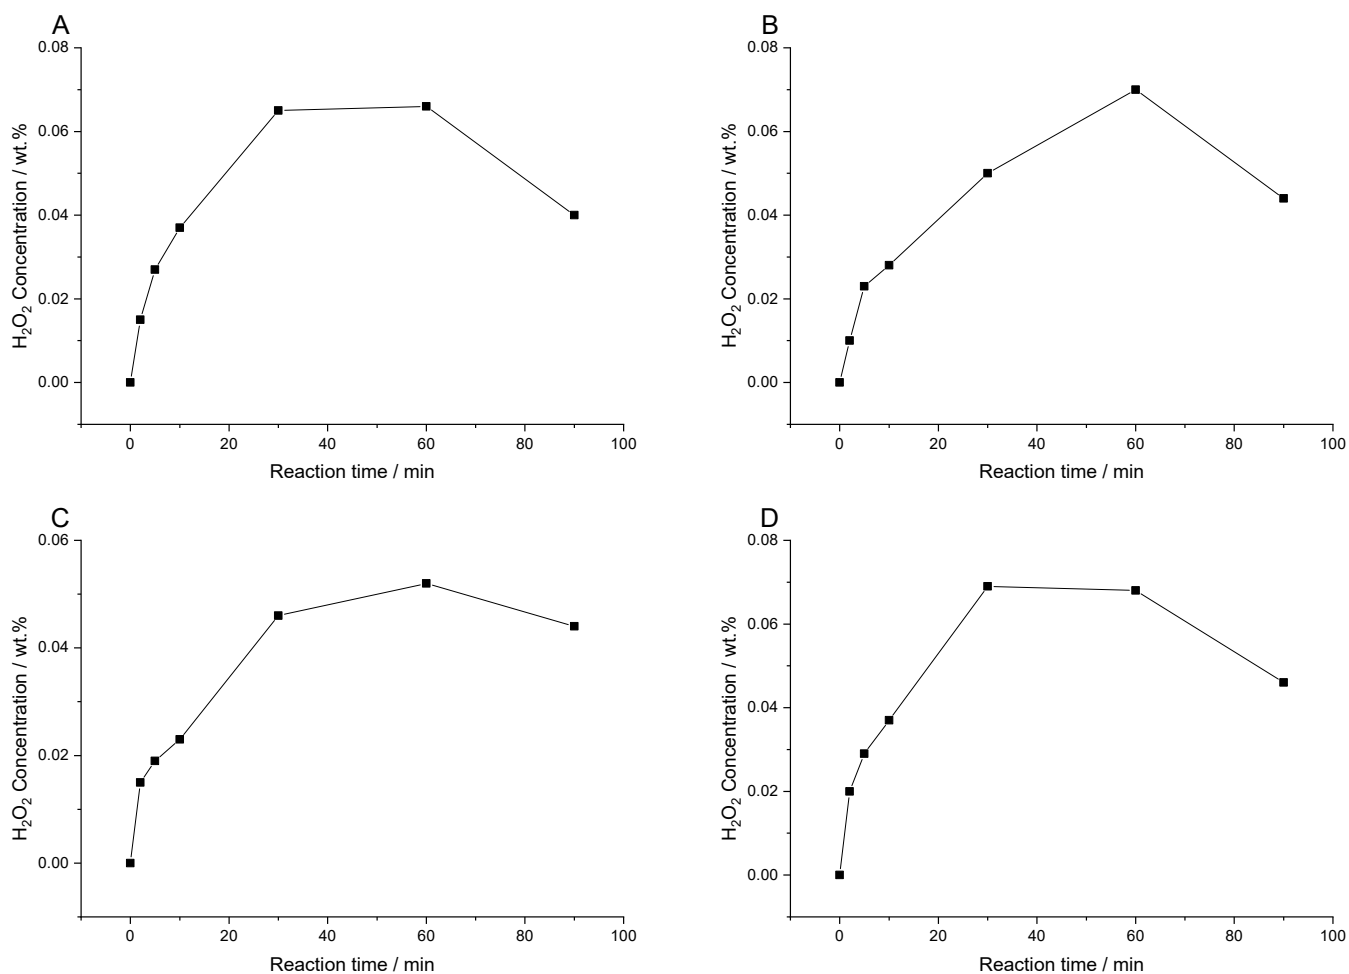 A
0.08
0.06
0.04
0.02
0.00
H₂O₂ Concentration / wt.%
0 20 40 60 80 100
Reaction time / min
B
0.08
0.06
0.04
0.02
0.00
H₂O₂ Concentration / wt.%
0 20 40 60 80 100
Reaction time / min
C
0.06
0.04
0.02
0.00
H₂O₂ Concentration / wt.%
0 20 40 60 80 100
Reaction time / min
D
0.08
0.06
0.04
0.02
0.00
H₂O₂ Concentration / wt.%
0 20 40 60 80 100
Reaction time / min